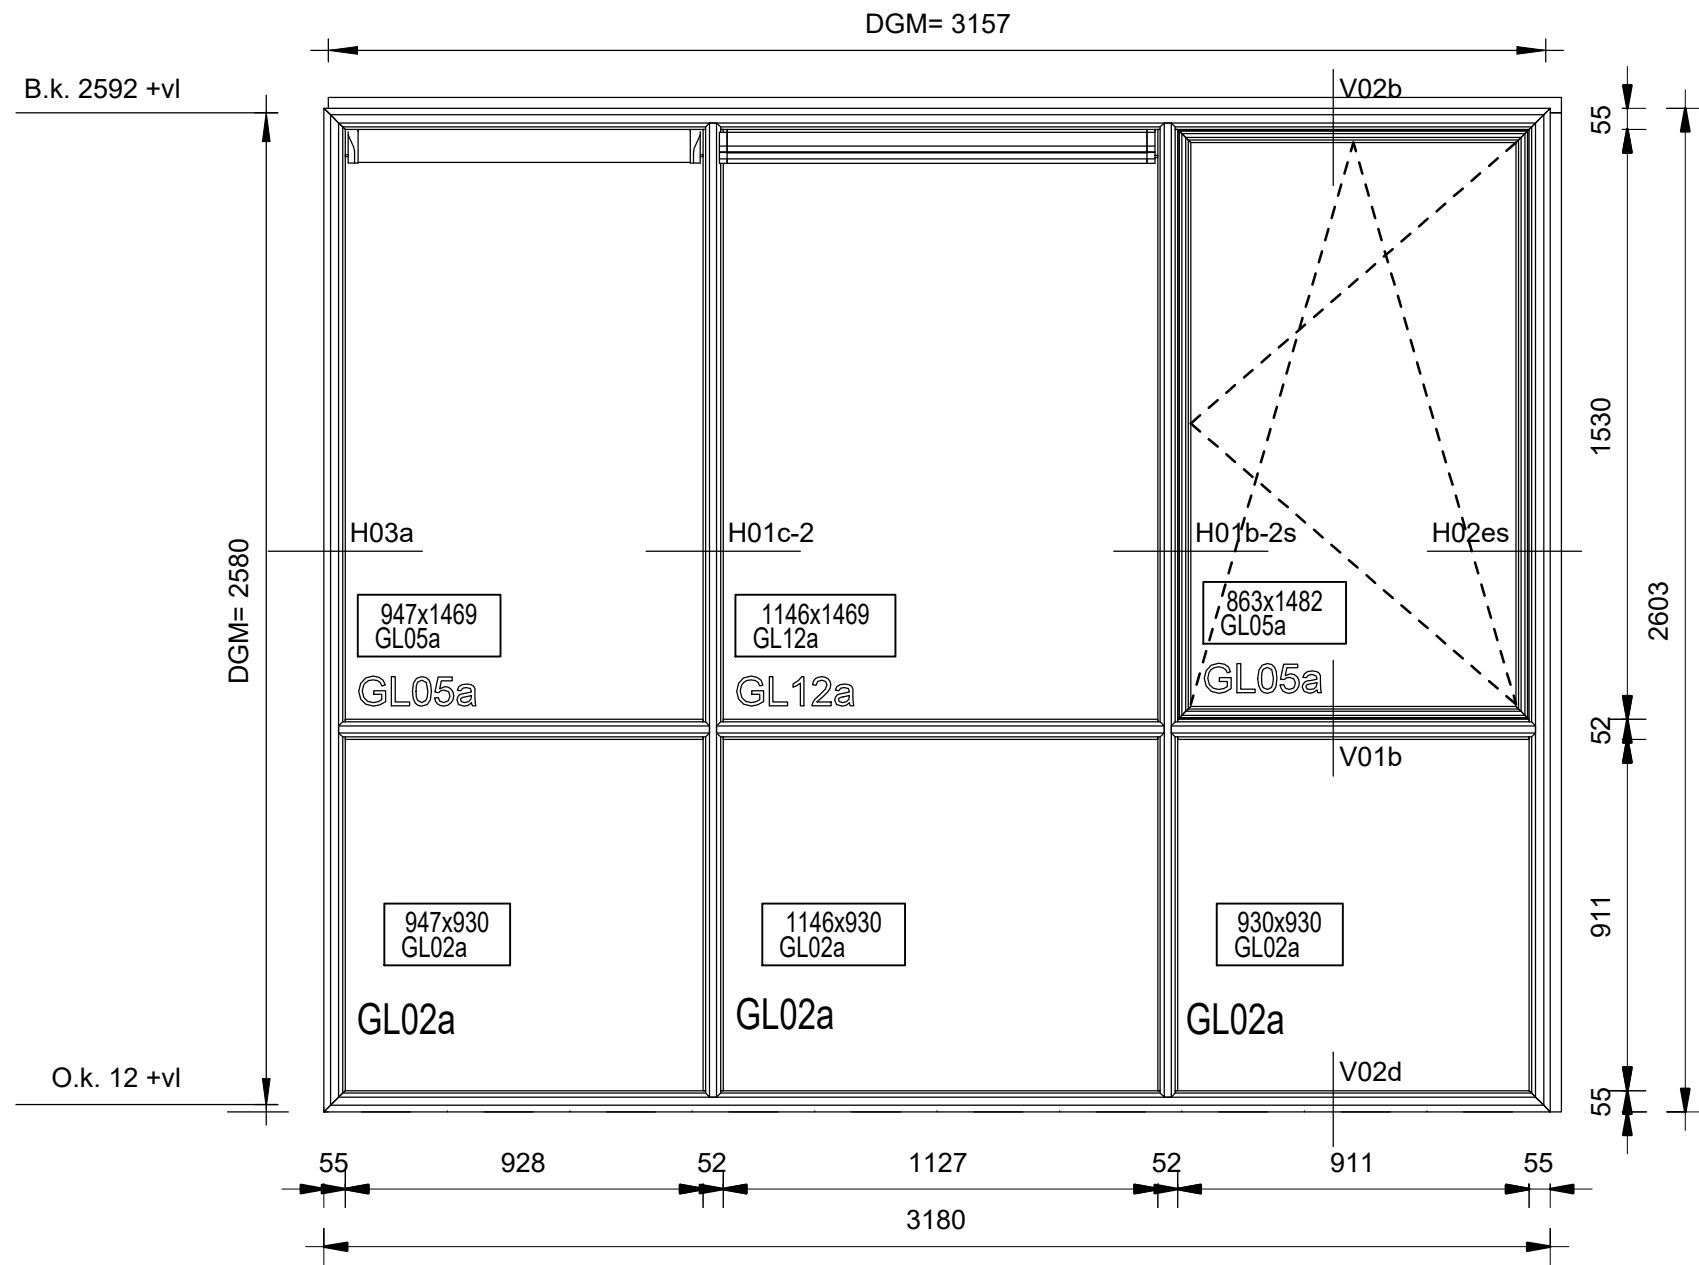 DGM= 3157
B.k. 2592 +vl
V02b
55
1530
DGM= 2580
H03a
H01c-2
H01b-2s
H02es
947x1469
GL05a
1146x1469
GL12a
863x1482
GL05a
GL05a
GL12a
GL05a
2603
52
V01b
911
947x930
GL02a
1146x930
GL02a
930x930
GL02a
GL02a
GL02a
GL02a
O.k. 12 +vl
V02d
55
55
928
52
1127
52
911
55
3180